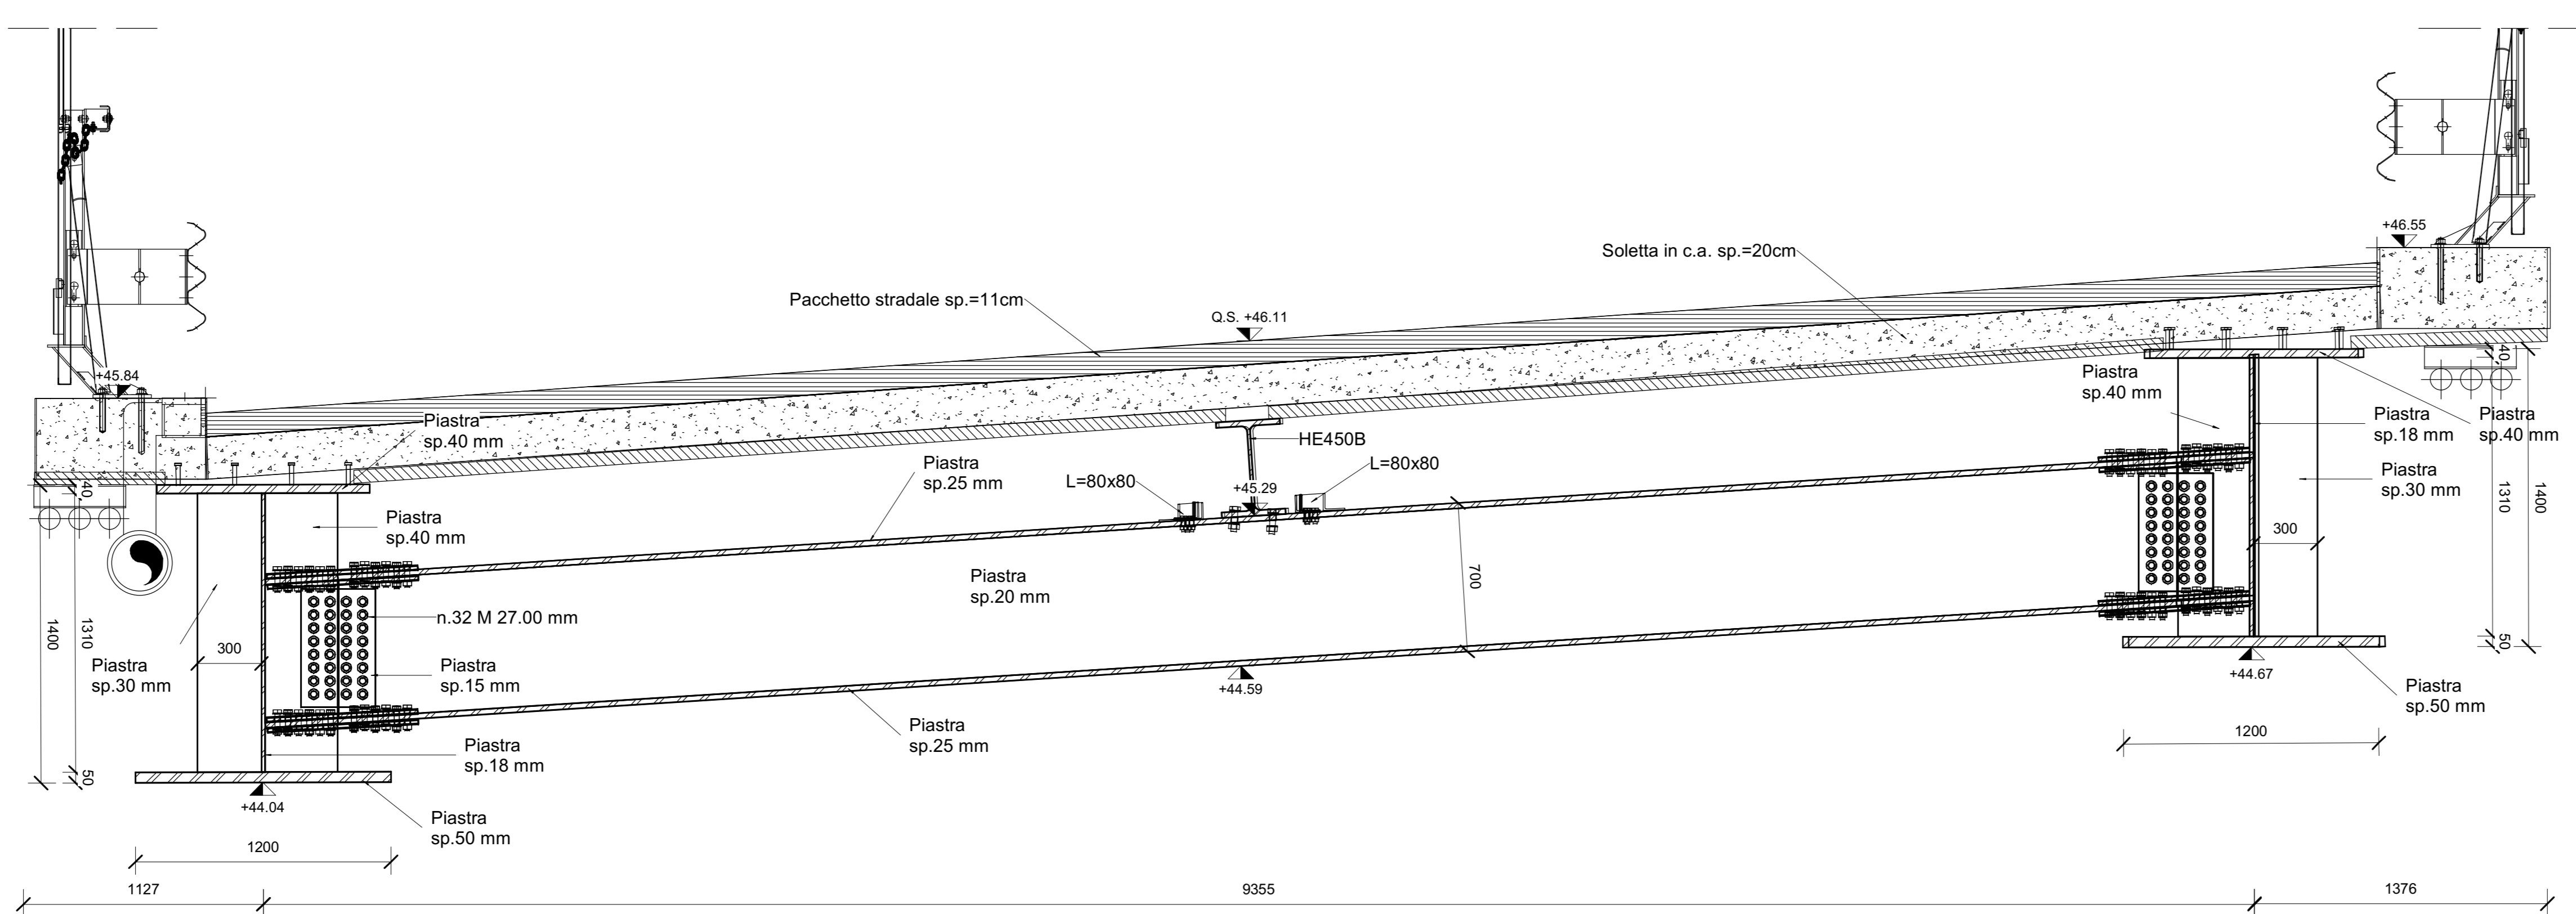 +46.55
Soletta in c.a. sp.=20cm
Pacchetto stradale sp.=11cm
Q.S. +46.11
+45.84
40
Piastra
sp.40 mm
Piastra
sp.18 mm
Piastra
sp.40 mm
Piastra
sp.40 mm
HE450B
Piastra
sp.25 mm
L=80x80
L=80x80
+45.29
Piastra
sp.30 mm
1310
1400
40
Piastra
sp.40 mm
300
Piastra
sp.20 mm
700
n.32 M 27.00 mm
1400
1310
300
Piastra
sp.30 mm
Piastra
sp.15 mm
50
+44.59
+44.67
Piastra
sp.50 mm
Piastra
sp.25 mm
Piastra
sp.18 mm
50
+44.04
1200
Piastra
sp.50 mm
1200
1127
9355
1376